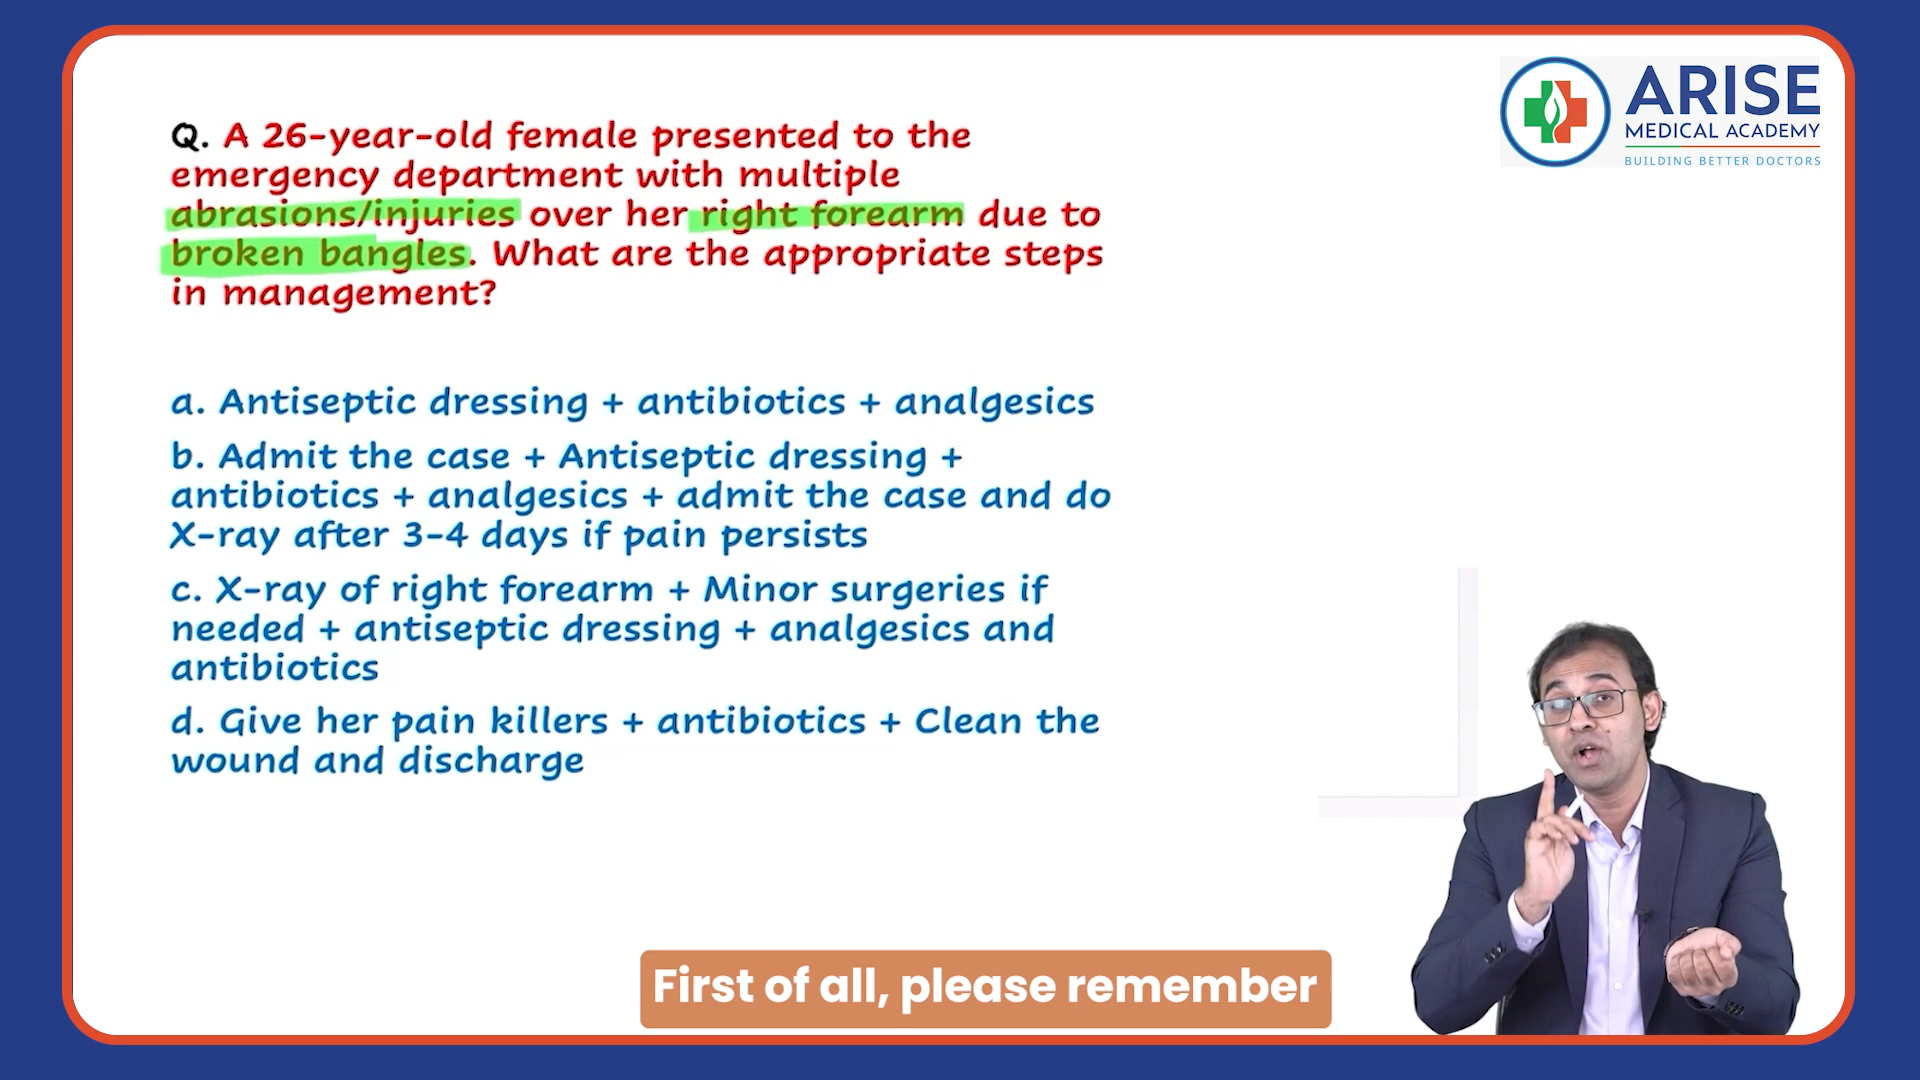 ARISE
MEDICAL ACADEMY
BUILDING BETTER DOCTORS
Q. A 26-year-old female presented to the
emergency department with multiple
abrasions/injuries over her right forearm due to
broken bangles. What are the appropriate steps
in management?
a. Antiseptic dressing + antibiotics + analgesics
b. Admit the case + Antiseptic dressing +
antibiotics + analgesics + admit the case and do
X-ray after 3-4 days if pain persists
c. X-ray of right forearm + Minor surgeries if
needed + antiseptic dressing + analgesics and
antibiotics
d. Give her pain killers + antibiotics + Clean the
wound and discharge
First of all, please remember